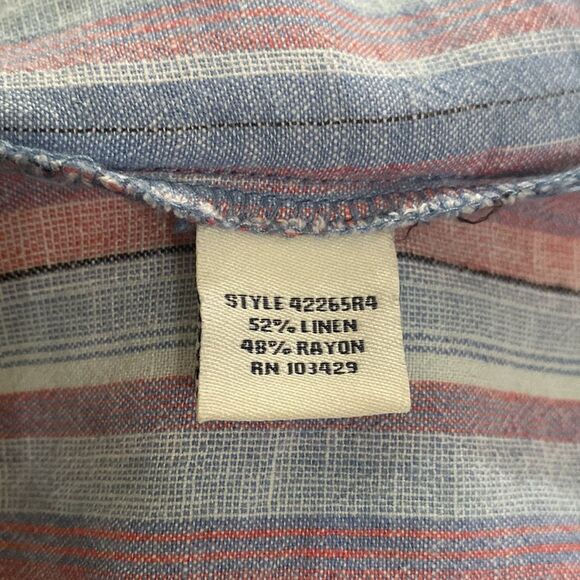 STYLE 42265R4
52% LINEN
48% RAYON
RN 103429